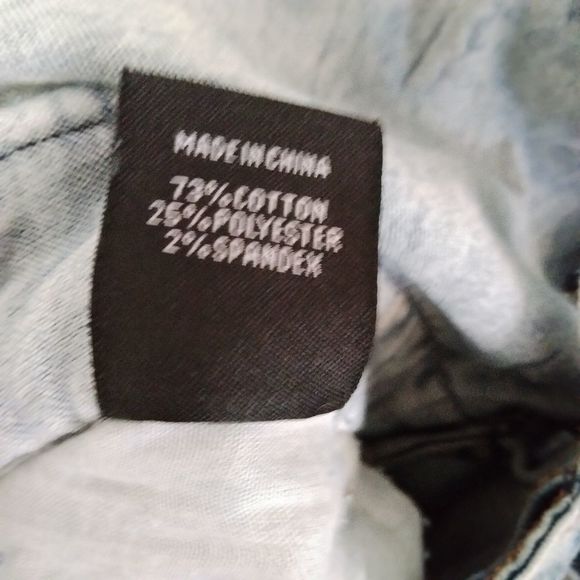 MADE IN CHINA
73% COTTON
25% POLYESTER
2% SPANDEX